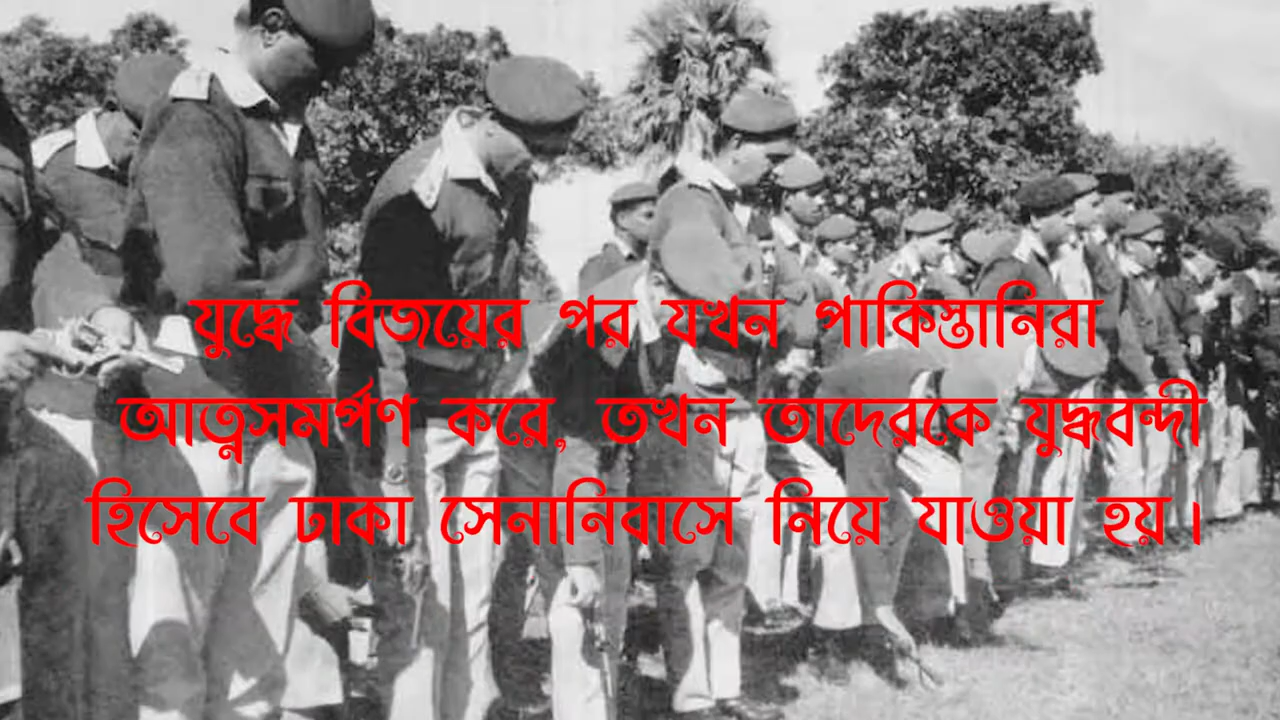 যুদ্ধে বিজয়ের পর যখন পাকিস্তানিরা
আত্নসমর্পণ করে, তখন তাদেরকে যুদ্ধবন্দী
হিসেবে ঢাকা সেনানিবাসে নিয়ে যাওয়া হয়।